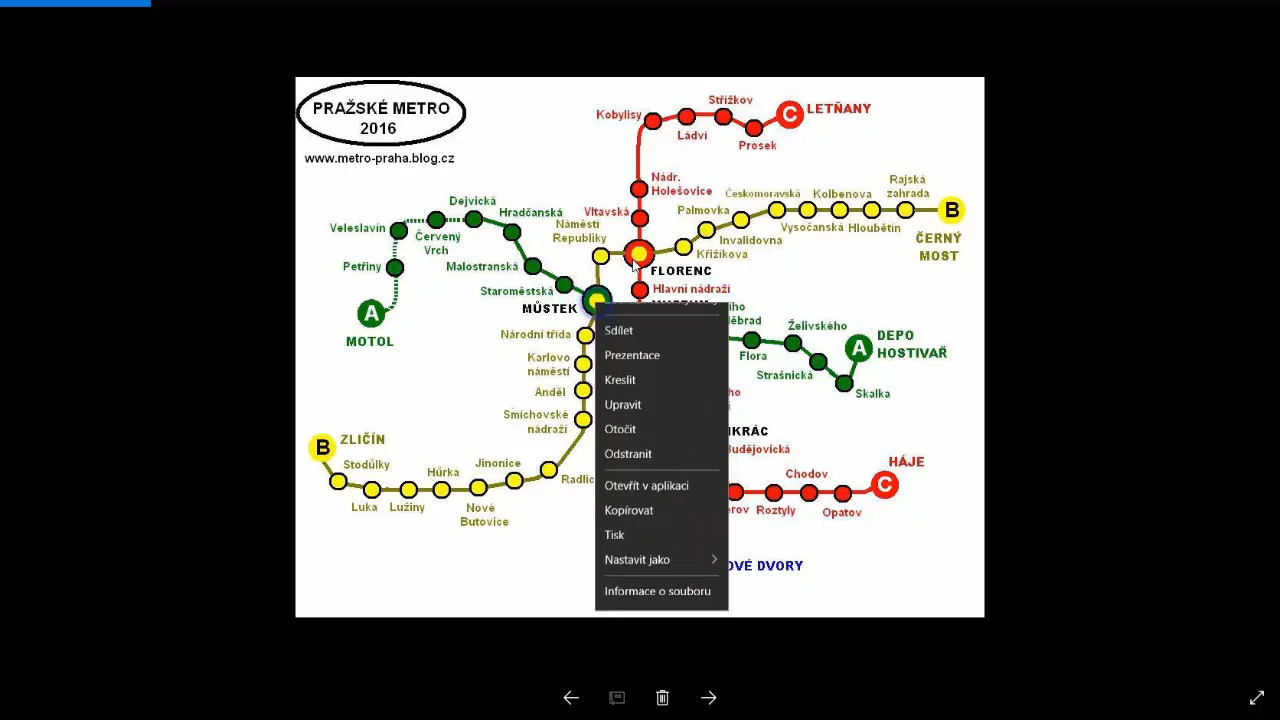 PRAŽSKÉ METRO
2016
www.metro-praha.blog.cz
Kobylisy
Ládví
Střížkov
Prosek
C
LETŇANY
Nádr.
Holešovice
Vltavská
Náměstí
Republiky
FLORENC
Křižíkova
Palmovka
Invalidovna
Českomoravská
Vysočanská
Kolbenova
Hloubětín
Rajská
zahrada
B
ČERNÝ
MOST
Dejvická
Hradčanská
Veleslavín
Červený
Vrch
Petřiny
Malostranská
Staroměstská
A
MOTOL
MŮSTEK
Hlavní nádraží
Národní třída
Karlovo
náměstí
Anděl
Smíchovské
nádraží
Flora
Želivského
Strašnická
Skalka
A
DEPO
HOSTIVAŘ
B
ZLIČÍN
Stodůlky
Luka
Lužiny
Hůrka
Nové
Butovice
Jinonice
Radlic
KRÁC
Budějovická
Roztyly
Chodov
Opatov
C
HÁJE
OVÉ DVORY
Sdílet
Prezentace
Kreslit
Upravit
Otočit
Odstranit
Otevřít v aplikaci
Kopírovat
Tisk
Nastavit jako
Informace o souboru